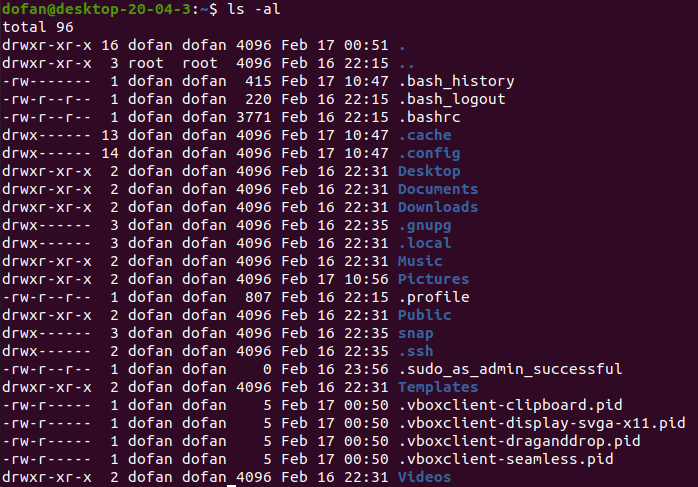 dofan@desktop-20-04-3:~$ ls -al
total 96
drwxr-xr-x 16 dofan dofan 4096 Feb 17 00:51 .
drwxr-xr-x  3 root  root  4096 Feb 16 22:15 ..
-rw-------  1 dofan dofan  415 Feb 17 10:47 .bash_history
-rw-r--r--  1 dofan dofan  220 Feb 16 22:15 .bash_logout
-rw-r--r--  1 dofan dofan 3771 Feb 16 22:15 .bashrc
drwx------ 13 dofan dofan 4096 Feb 17 10:47 .cache
drwx------ 14 dofan dofan 4096 Feb 17 10:47 .config
drwxr-xr-x  2 dofan dofan 4096 Feb 16 22:31 Desktop
drwxr-xr-x  2 dofan dofan 4096 Feb 16 22:31 Documents
drwxr-xr-x  2 dofan dofan 4096 Feb 16 22:31 Downloads
drwx------  3 dofan dofan 4096 Feb 16 22:35 .gnupg
drwx------  3 dofan dofan 4096 Feb 16 22:31 .local
drwxr-xr-x  2 dofan dofan 4096 Feb 16 22:31 Music
drwxr-xr-x  2 dofan dofan 4096 Feb 17 10:56 Pictures
-rw-r--r--  1 dofan dofan  807 Feb 16 22:15 .profile
drwxr-xr-x  2 dofan dofan 4096 Feb 16 22:31 Public
drwx------  3 dofan dofan 4096 Feb 16 22:35 snap
drwx------  2 dofan dofan 4096 Feb 16 22:35 .ssh
-rw-r--r--  1 dofan dofan    0 Feb 16 23:56 .sudo_as_admin_successful
drwxr-xr-x  2 dofan dofan 4096 Feb 16 22:31 Templates
-rw-r-----  1 dofan dofan    5 Feb 17 00:50 .vboxclient-clipboard.pid
-rw-r-----  1 dofan dofan    5 Feb 17 00:50 .vboxclient-display-svga-x11.pid
-rw-r-----  1 dofan dofan    5 Feb 17 00:50 .vboxclient-draganddrop.pid
-rw-r-----  1 dofan dofan    5 Feb 17 00:50 .vboxclient-seamless.pid
drwxr-xr-x  2 dofan dofan 4096 Feb 16 22:31 Videos